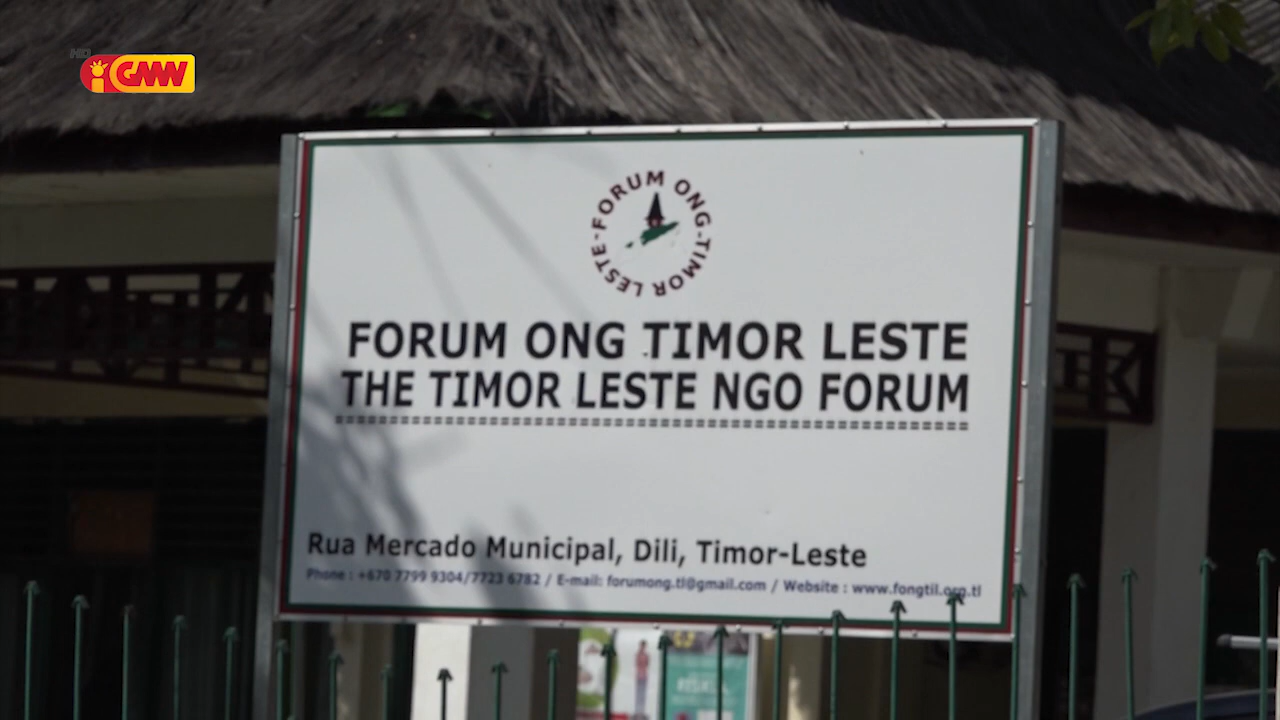 GMN
FORUM ONG-TIMOR LESTE-
FORUM ONG TIMOR LESTE
THE TIMOR LESTE NGO FORUM
Rua Mercado Municipal, Dili, Timor-Leste
Phone : +670 7799 9304/7723 6782 / E-mail: forumong.tl@gmail.com / Website : www.fongtil.org.tl